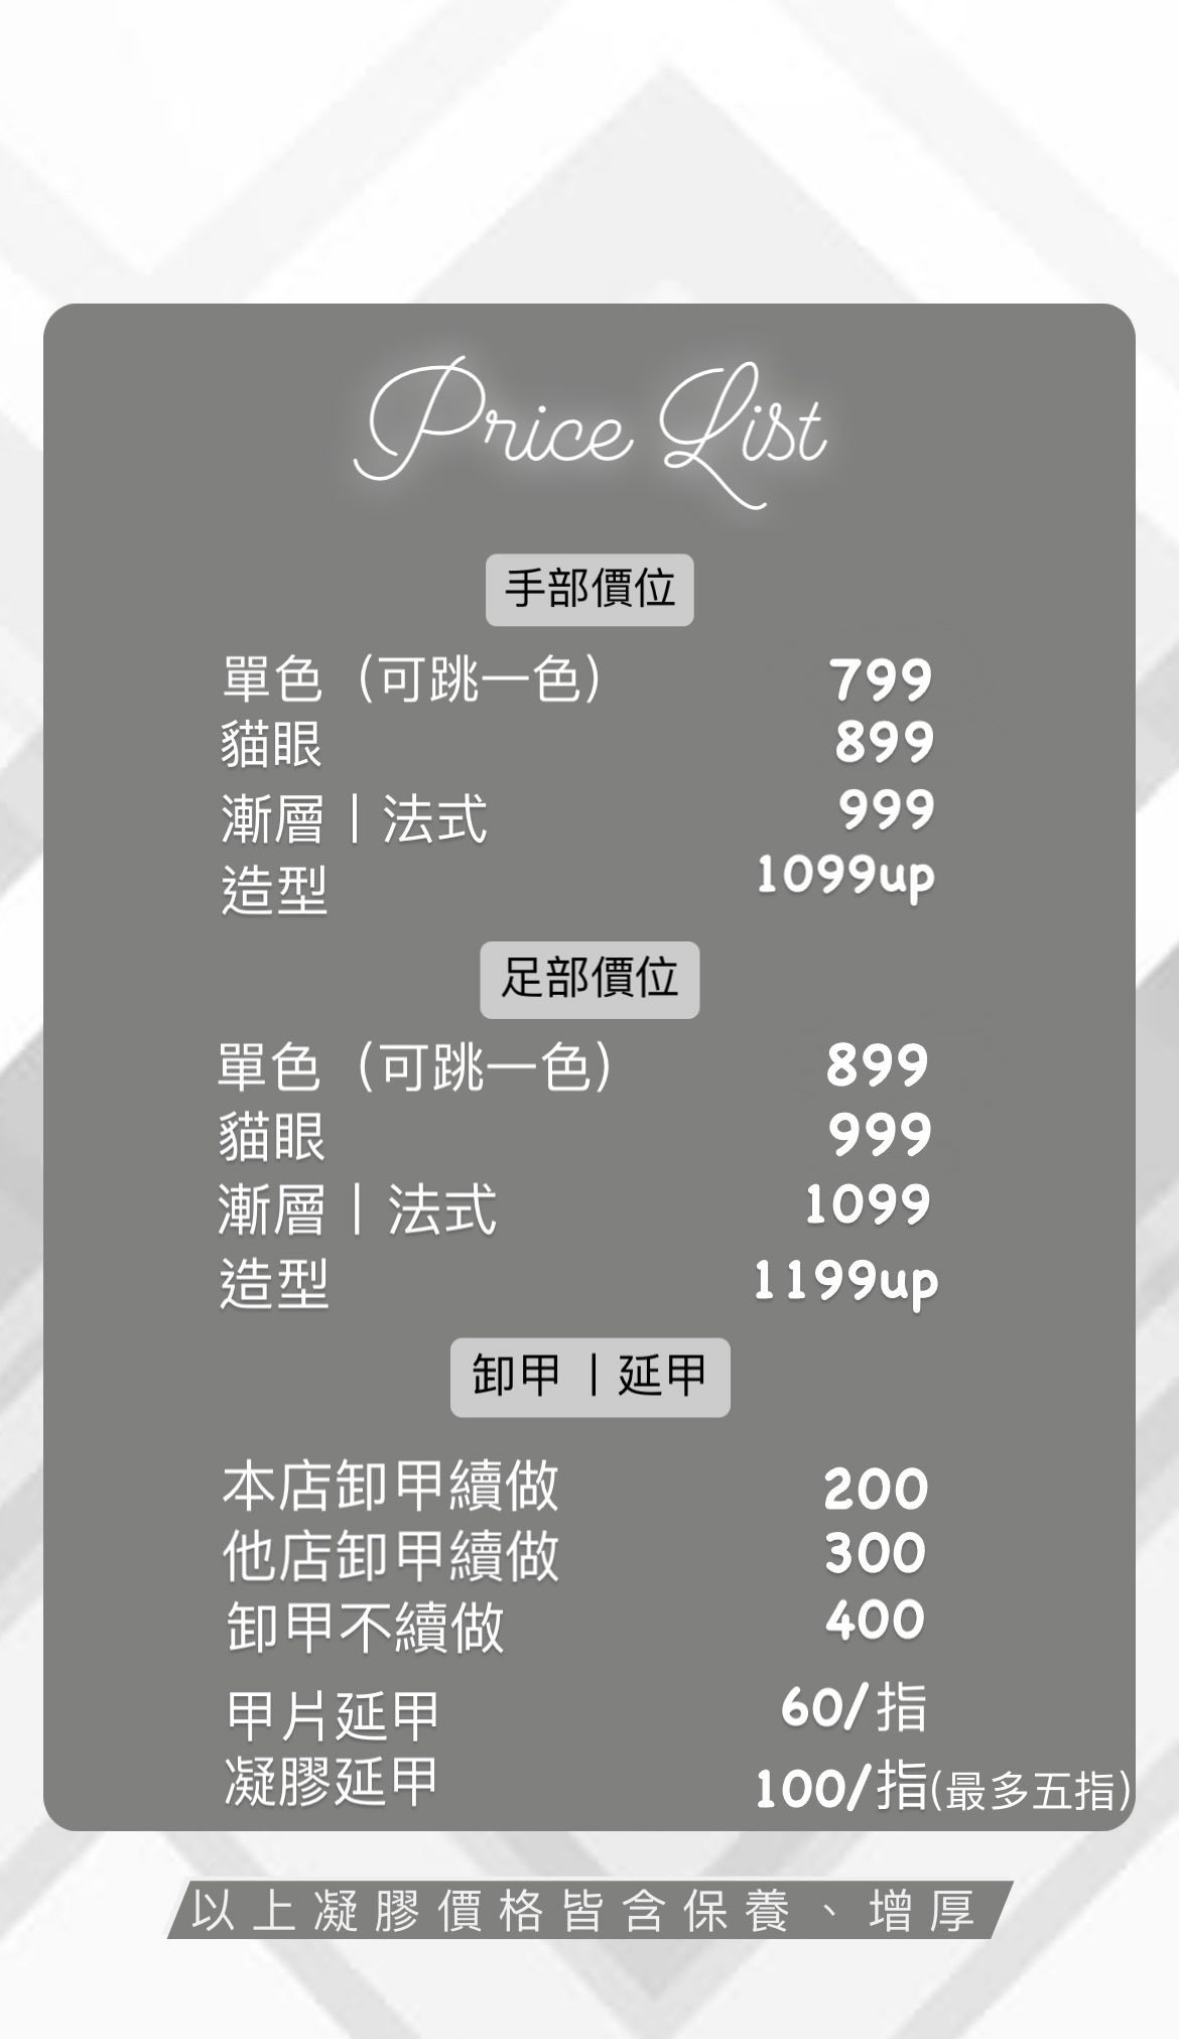 Price List
手部價位
單色（可跳一色） 799
貓眼 899
漸層丨法式 999
造型 1099up
足部價位
單色（可跳一色） 899
貓眼 999
漸層丨法式 1099
造型 1199up
卸甲丨延甲
本店卸甲續做 200
他店卸甲續做 300
卸甲不續做 400
甲片延甲 60/指
凝膠延甲 100/指(最多五指)
以上凝膠價格皆含保養、增厚